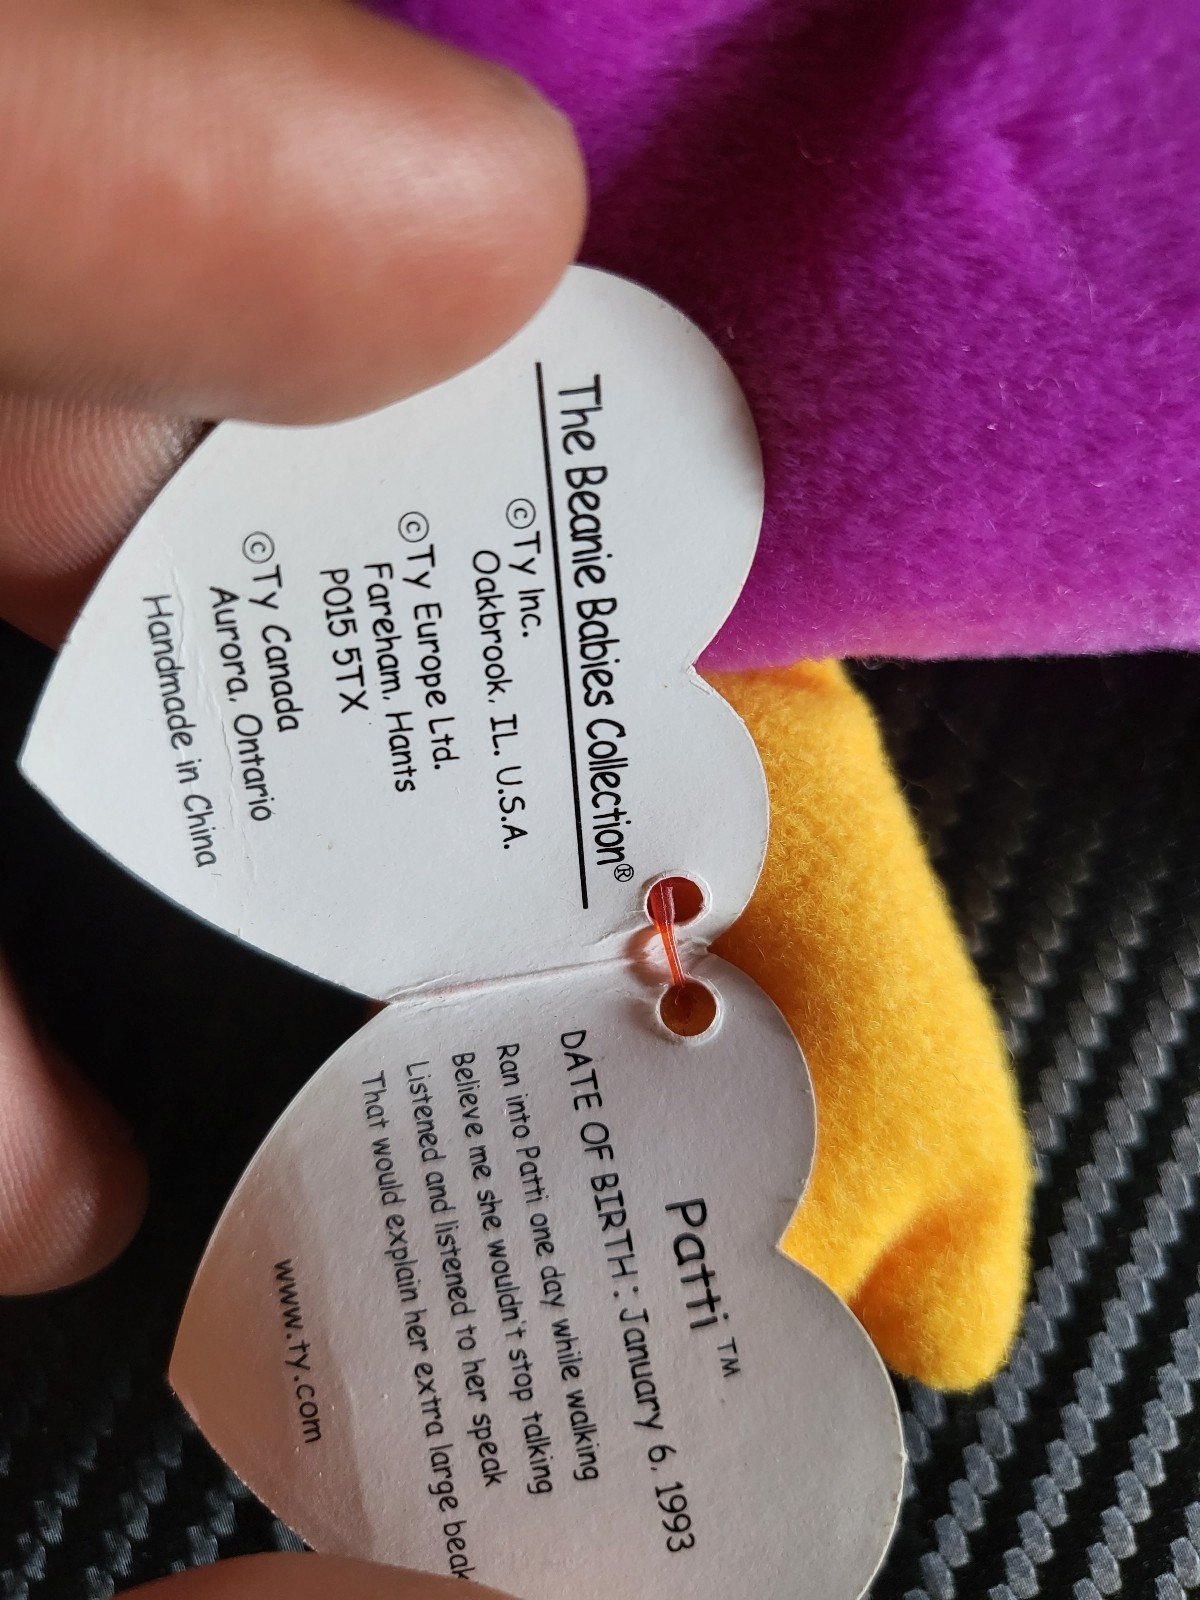 The Beanie Babies Collection®
©Ty Inc.
Oakbrook, IL. U.S.A.
©Ty Europe Ltd.
Fareham, Hants
P015 5TX
©Ty Canada
Aurora, Ontario
Handmade in China
Patti™
DATE OF BIRTH : January 6, 1993
Ran into Patti one day while walking
Believe me she wouldn't stop talking
Listened and listened to her speak
That would explain her extra large beak
www.ty.com